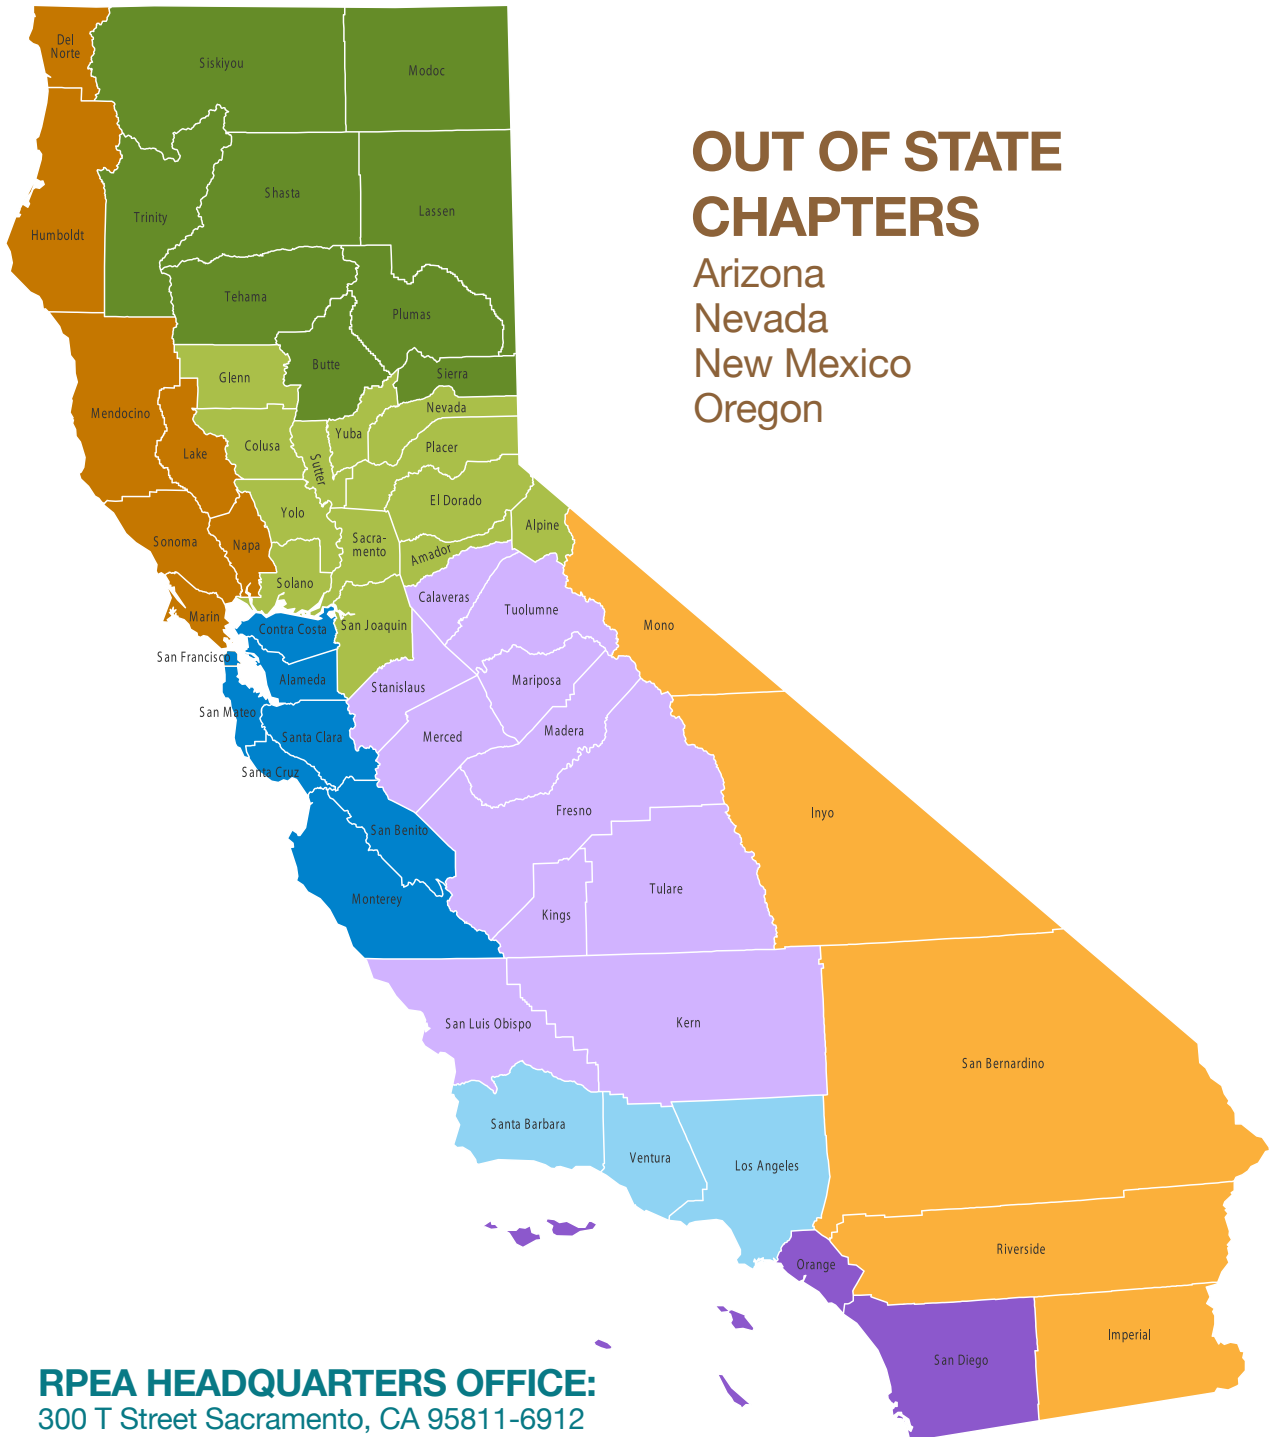 Del
Norte
Siskiyou
Modoc
OUT OF STATE
CHAPTERS
Arizona
Nevada
New Mexico
Oregon
Humboldt
Trinity
Shasta
Lassen
Tehama
Plumas
Butte
Sierra
Glenn
Mendocino
Lake
Colusa
Sutter
Yuba
Nevada
Placer
El Dorado
Yolo
Sonoma
Napa
Sacra-
mento
Alpine
Amador
Solano
Marin
Contra Costa
San Joaquin
Calaveras
Tuolumne
Mono
San Francisco
Alameda
Stanislaus
Mariposa
San Mateo
Santa Clara
Merced
Madera
Santa Cruz
San Benito
Fresno
Inyo
Monterey
Kings
Tulare
San Luis Obispo
Kern
San Bernardino
Santa Barbara
Ventura
Los Angeles
Orange
Riverside
San Diego
Imperial
RPEA HEADQUARTERS OFFICE:
300 T Street Sacramento, CA 95811-6912